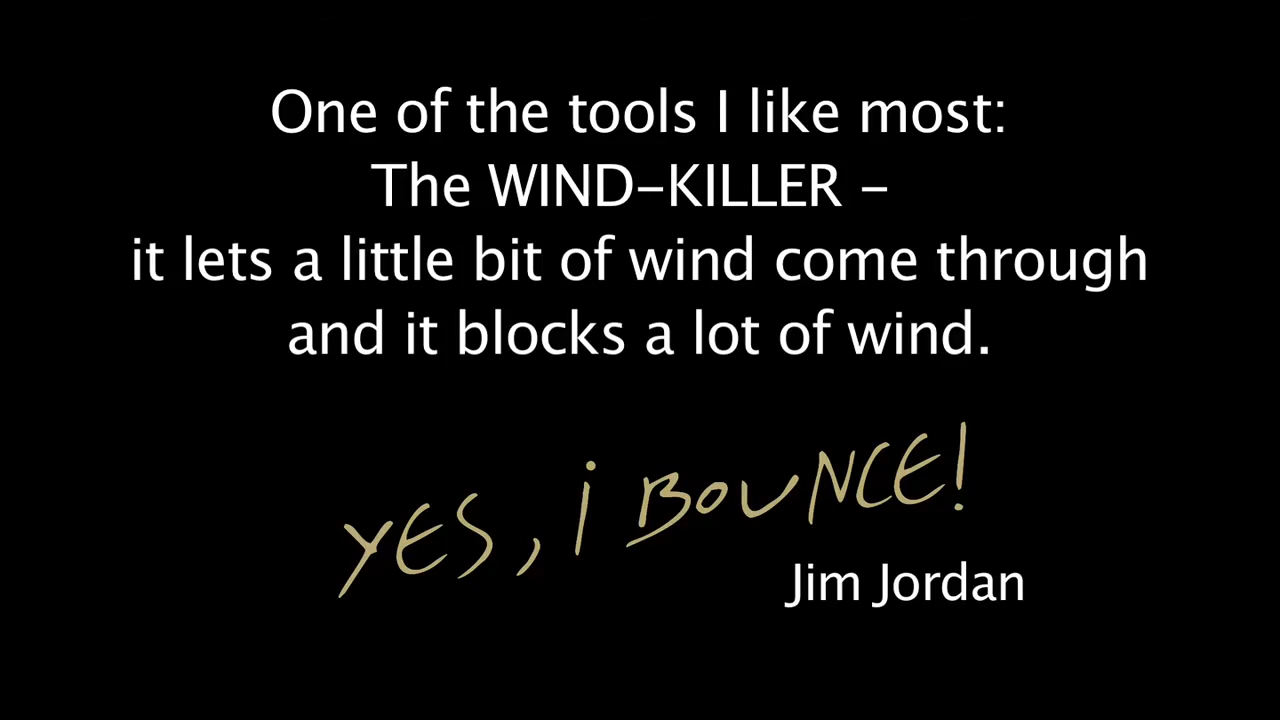 One of the tools I like most:
The WIND-KILLER -
it lets a little bit of wind come through
and it blocks a lot of wind.
YES, i BOUNCE!
Jim Jordan